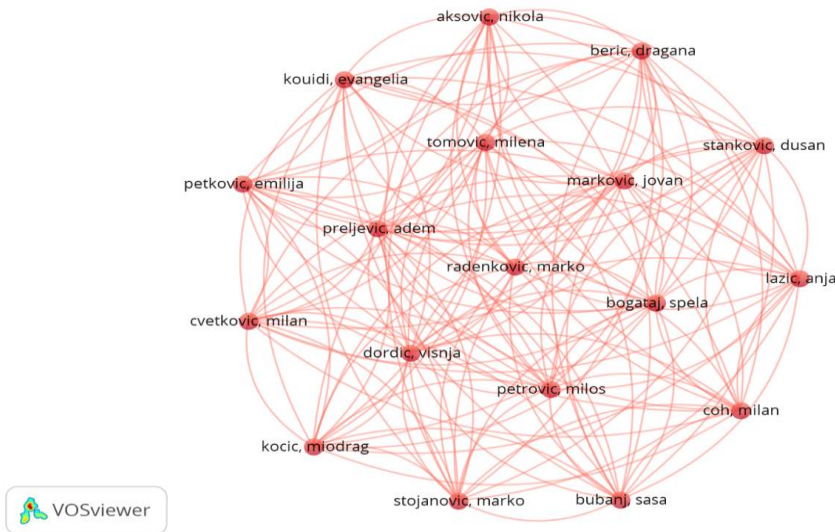 aksovic, nikola
beric, dragana
kouidi, evangelia
tomovic, milena
stankovic, dusan
petkovic, emilija
markovic, jovan
preljevic, adem
radenkovic, marko
lazic, anja
bogataj, spela
cvetkovic, milan
dordic, visnja
petrovic, milos
coh, milan
kocic, miodrag
stojanovic, marko
bubanj, sasa
VOSviewer